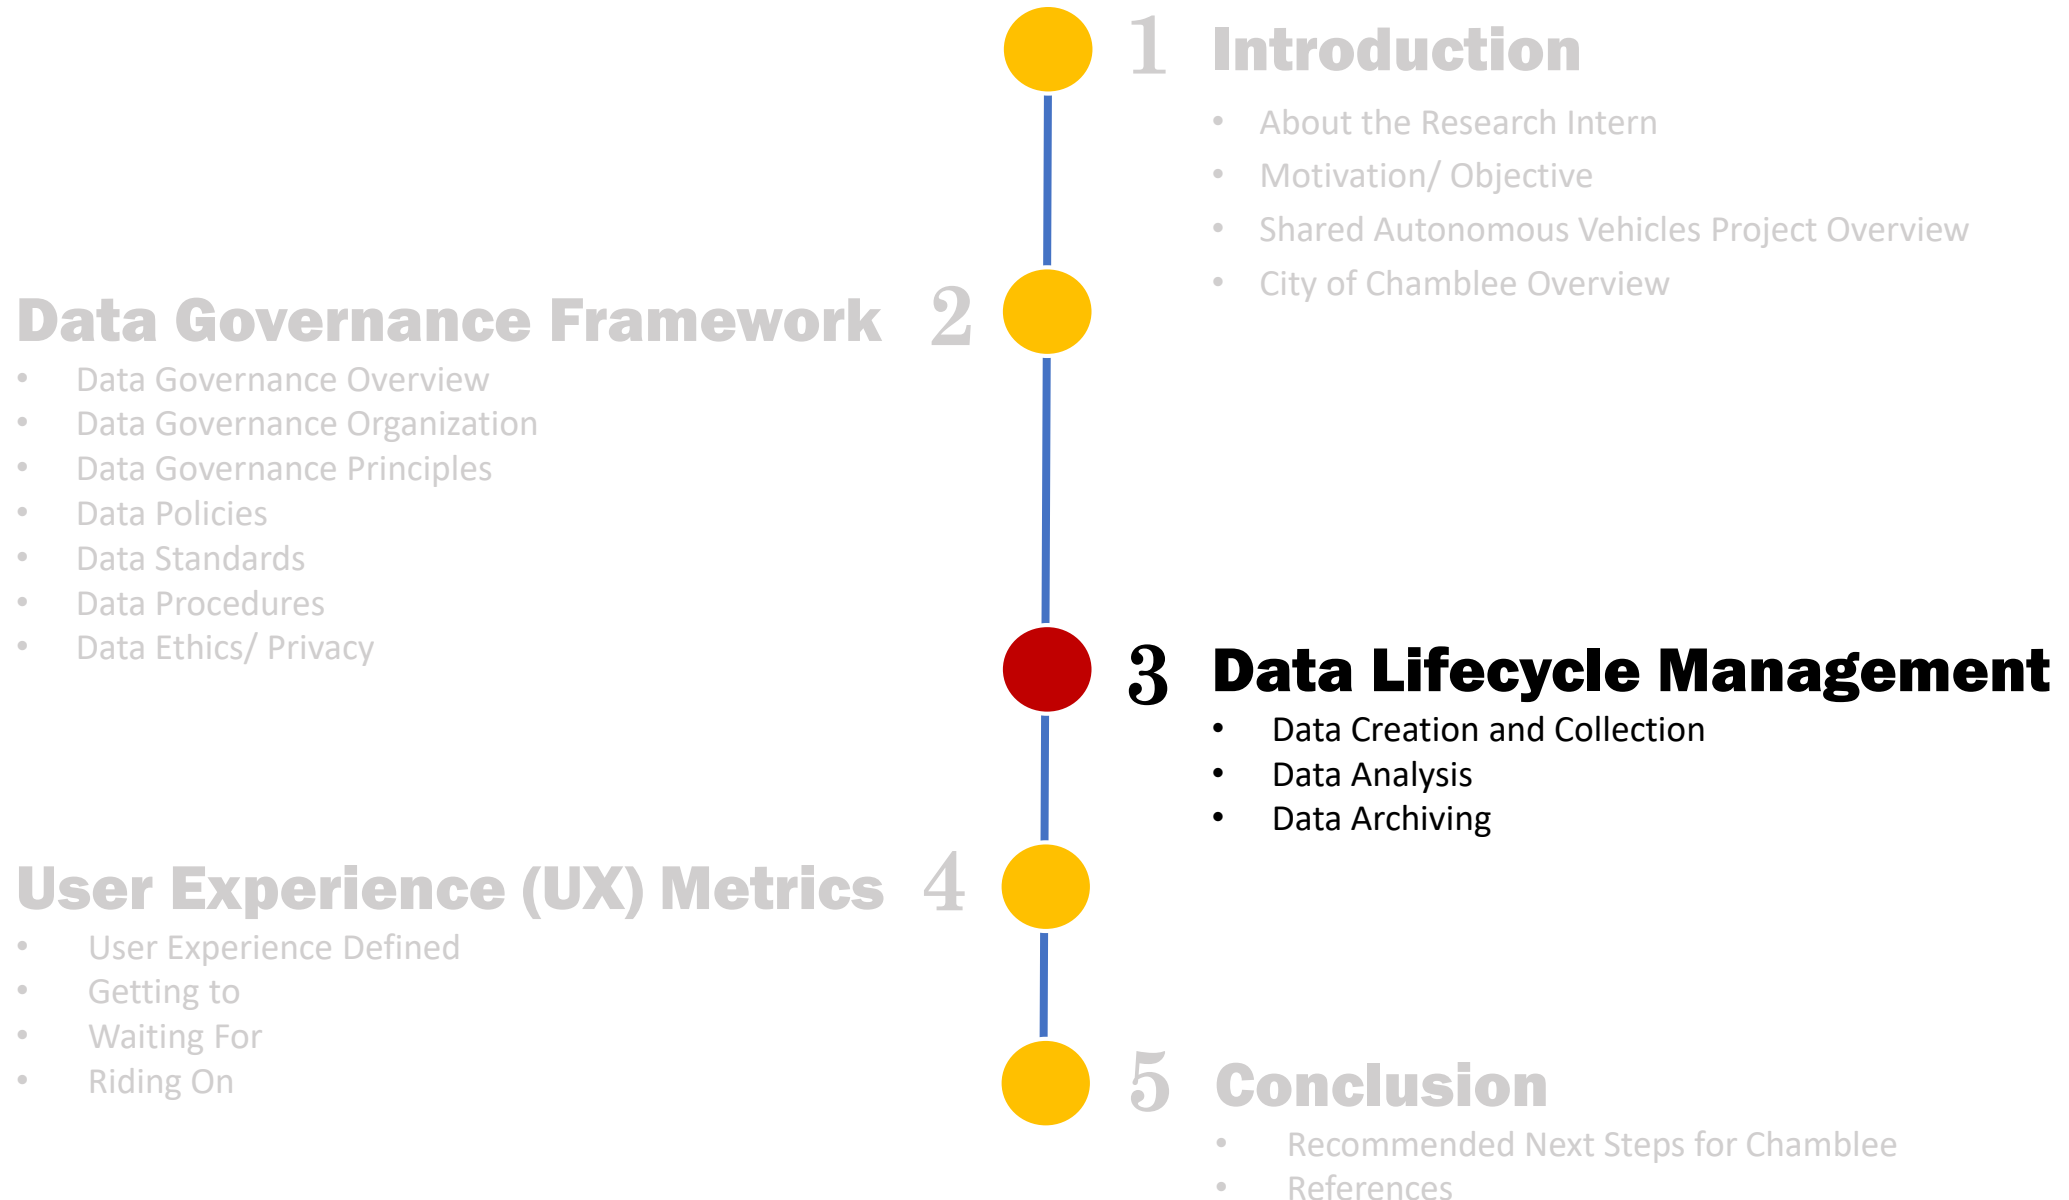 1 Introduction
• About the Research Intern
• Motivation/ Objective
• Shared Autonomous Vehicles Project Overview
• City of Chamblee Overview
Data Governance Framework 2
• Data Governance Overview
• Data Governance Organization
• Data Governance Principles
• Data Policies
• Data Standards
• Data Procedures
• Data Ethics/ Privacy
3 Data Lifecycle Management
• Data Creation and Collection
• Data Analysis
• Data Archiving
User Experience (UX) Metrics 4
• User Experience Defined
• Getting to
• Waiting For
• Riding On
5 Conclusion
• Recommended Next Steps for Chamblee
• References